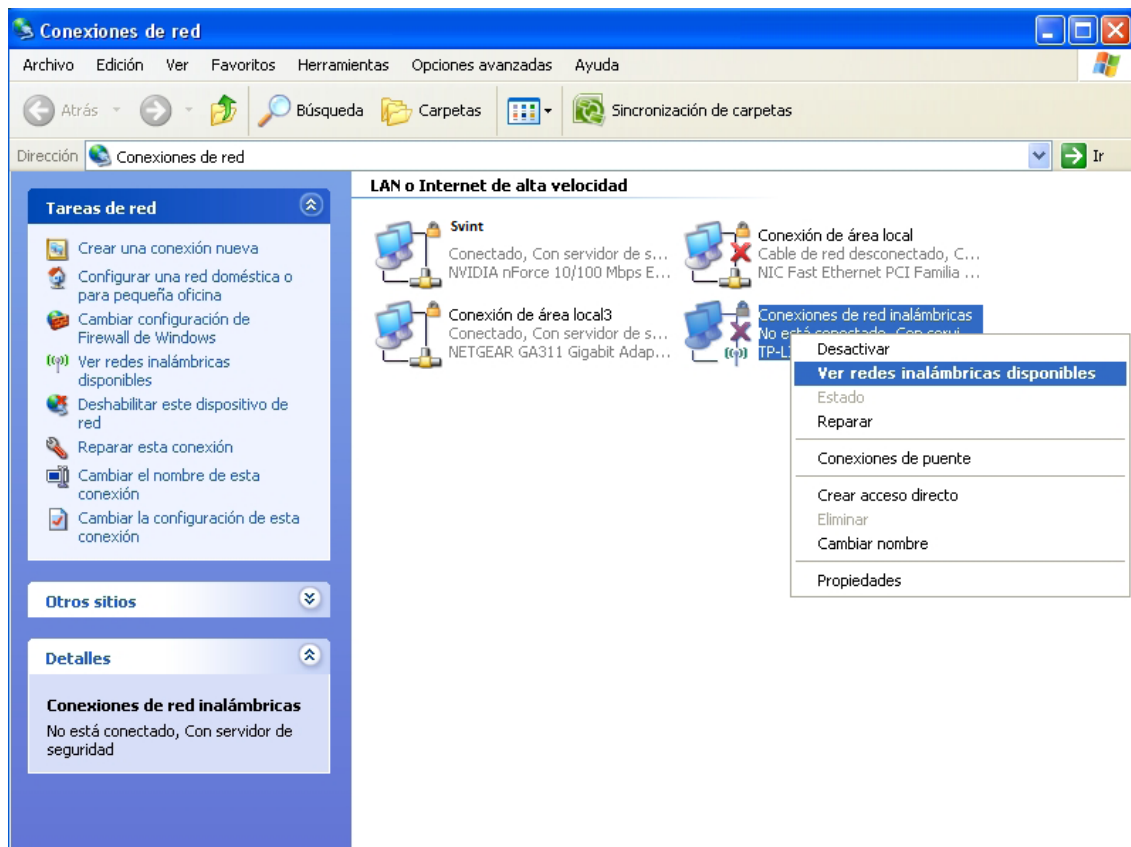 Conexiones de red
Archivo Edición Ver Favoritos Herramientas Opciones avanzadas Ayuda
Atrás Búsqueda Carpetas Sincronización de carpetas
Dirección Conexiones de red Ir
Tareas de red
Crear una conexión nueva
Configurar una red doméstica o
para pequeña oficina
Cambiar configuración de
Firewall de Windows
Ver redes inalámbricas
disponibles
Deshabilitar este dispositivo de
red
Reparar esta conexión
Cambiar el nombre de esta
conexión
Cambiar la configuración de esta
conexión
Otros sitios
Detalles
Conexiones de red inalámbricas
No está conectado, Con servidor de
seguridad
LAN o Internet de alta velocidad
Svint
Conectado, Con servidor de s...
NVIDIA nForce 10/100 Mbps E...
Conexión de área local
Cable de red desconectado, C...
NIC Fast Ethernet PCI Familia ...
Conexión de área local3
Conectado, Con servidor de s...
NETGEAR GA311 Gigabit Adap...
Conexiones de red inalámbricas
No está conectado, Con
Desactivar
Ver redes inalámbricas disponibles
Estado
Reparar
Conexiones de puente
Crear acceso directo
Eliminar
Cambiar nombre
Propiedades